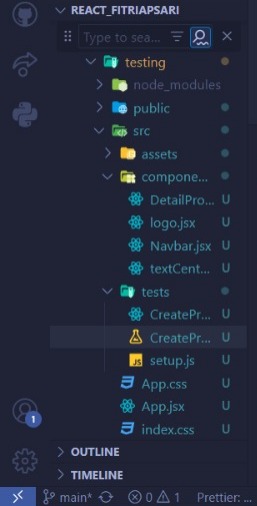 REACT_FITRIAPSARI
Type to sea...
testing
node_modules
public
src
assets
compone...
DetailPro... U
logo.jsx U
Navbar.jsx U
textCent... U
tests
CreatePr... U
CreatePr... U
JS setup.js U
App.css U
App.jsx U
index.css U
1
OUTLINE
TIMELINE
main* 0 1 Prettier: ...